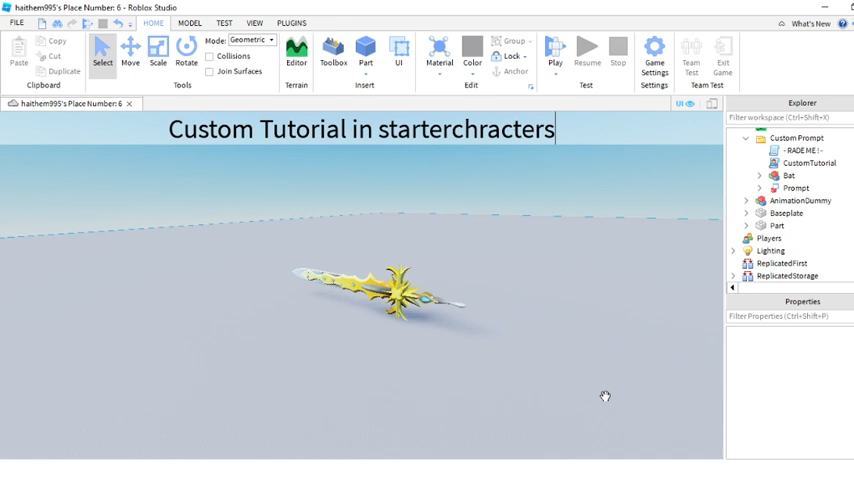 haithem995's Place Number: 6 - Roblox Studio
FILE HOME MODEL TEST VIEW PLUGINS What's New
Paste Copy Cut Duplicate Clipboard
Select Move Scale Rotate Mode: Geometric Collisions Join Surfaces Tools
Editor Terrain
Toolbox Part UI Insert
Material Color Group Lock Anchor Edit
Play Resume Stop Test
Game Settings Settings
Team Test Exit Game Team Test
haithem995's Place Number: 6
UI
Custom Tutorial in starterchracters
Explorer
Filter workspace (Ctrl+Shift+X)
Custom Prompt
- RADE ME ! -
CustomTutorial
Bat
Prompt
AnimationDummy
Baseplate
Part
Players
Lighting
ReplicatedFirst
ReplicatedStorage
Properties
Filter Properties (Ctrl+Shift+P)